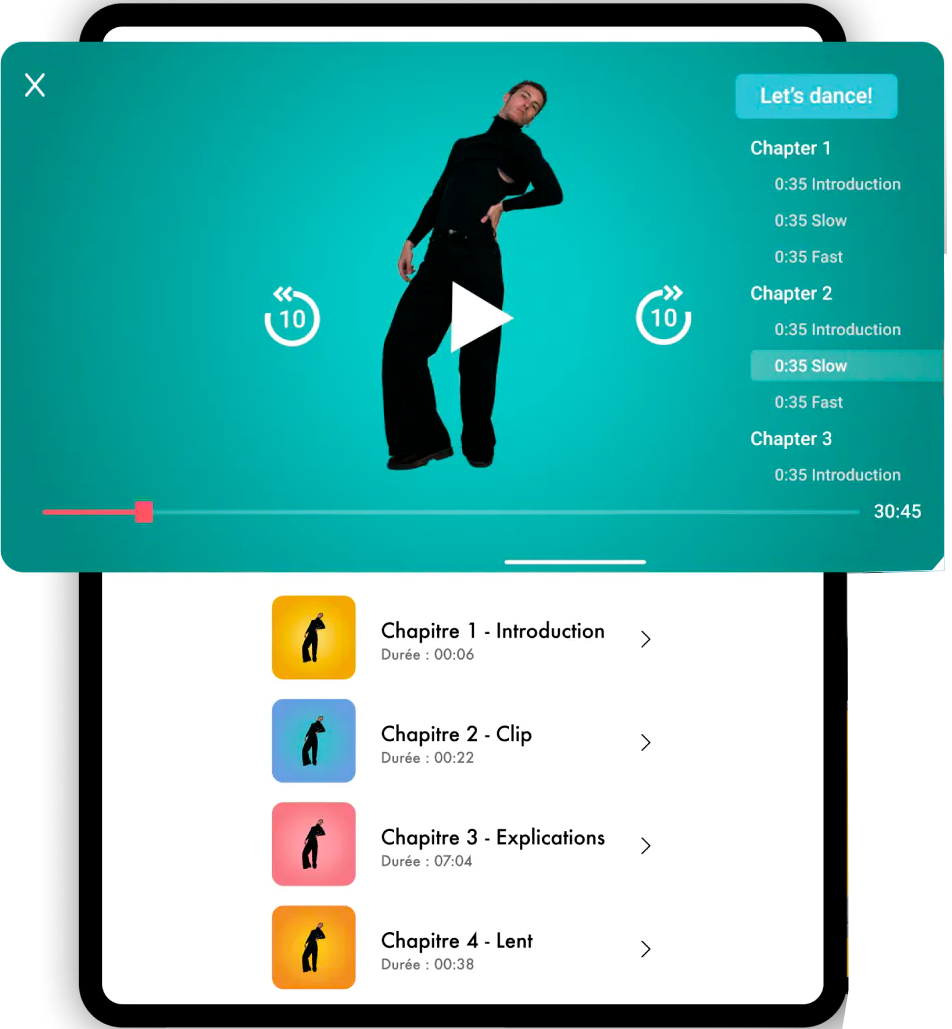 Let's dance!
Chapter 1
0:35 Introduction
0:35 Slow
0:35 Fast
Chapter 2
0:35 Introduction
0:35 Slow
0:35 Fast
Chapter 3
0:35 Introduction
10
10
30:45
Chapitre 1 - Introduction
Durée : 00:06
Chapitre 2 - Clip
Durée : 00:22
Chapitre 3 - Explications
Durée : 07:04
Chapitre 4 - Lent
Durée : 00:38